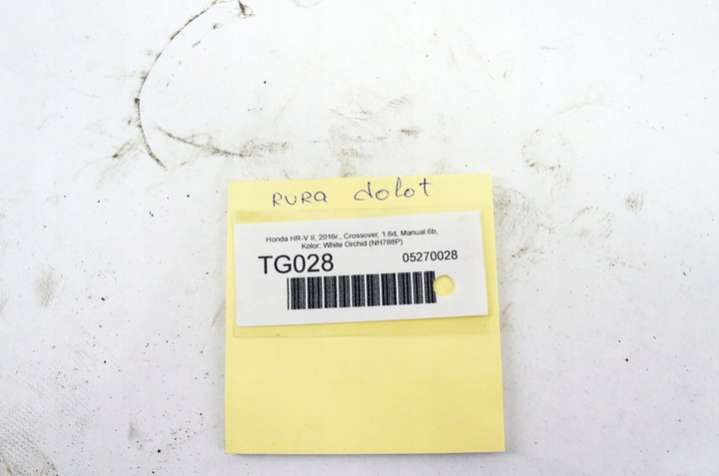 RURA dolot
Honda HR-V II, 2016r., Crossover, 1.6d, Manual 6b,
Kolor: White Orchid (NH788P)
TG028 05270028